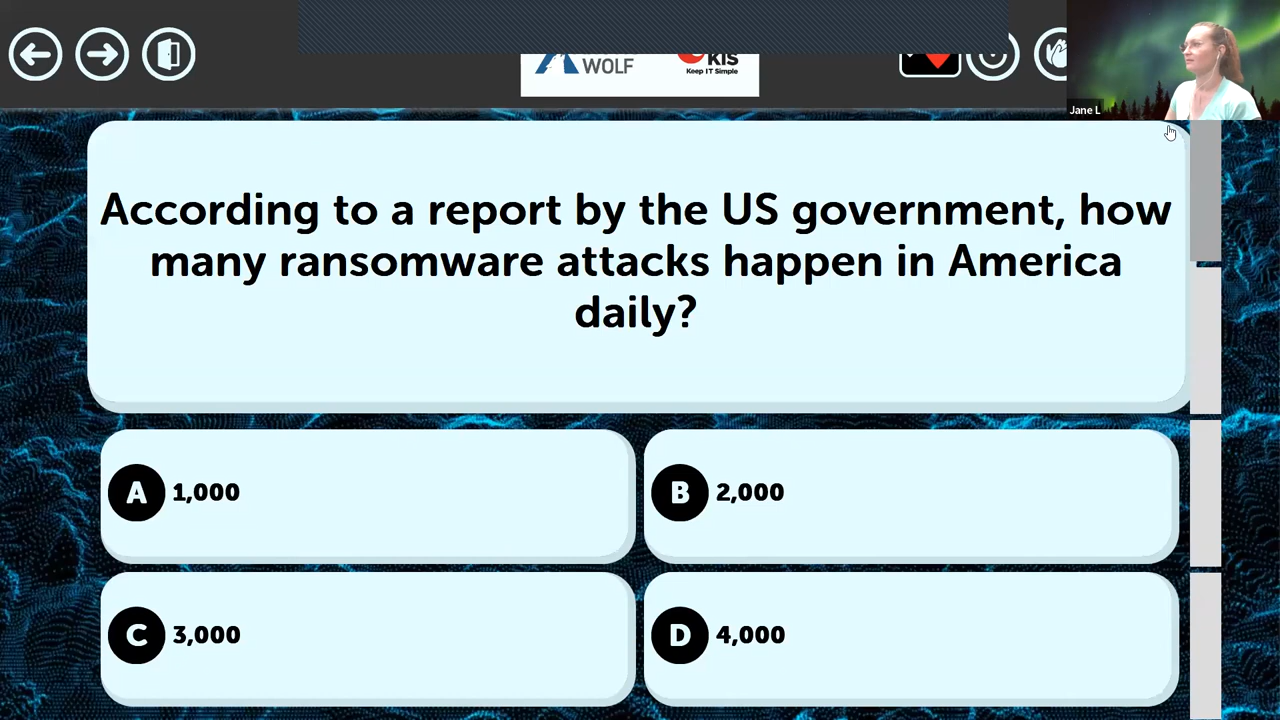 WOLF
KIS
Keep IT Simple
Jane L
According to a report by the US government, how
many ransomware attacks happen in America
daily?
A 1,000
B 2,000
C 3,000
D 4,000